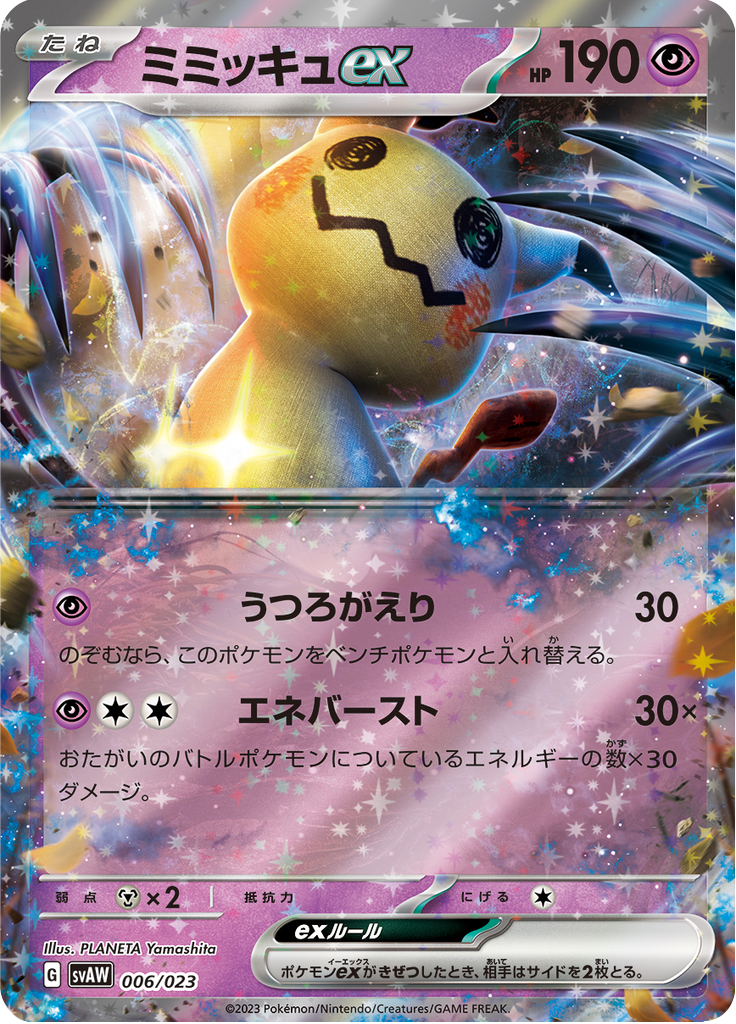 たね
ミミッキュex
HP 190
うつろがえり 30
のぞむなら、このポケモンをベンチポケモンと入れ替える。
エネバースト 30×
おたがいのバトルポケモンについているエネルギーの数×30
ダメージ。
弱点 ×2 抵抗力 にげる
exルール
ポケモンexがきぜつしたとき、相手はサイドを2枚とる。
Illus. PLANETA Yamashita
G svAW 006/023
©2023 Pokémon/Nintendo/Creatures/GAME FREAK.